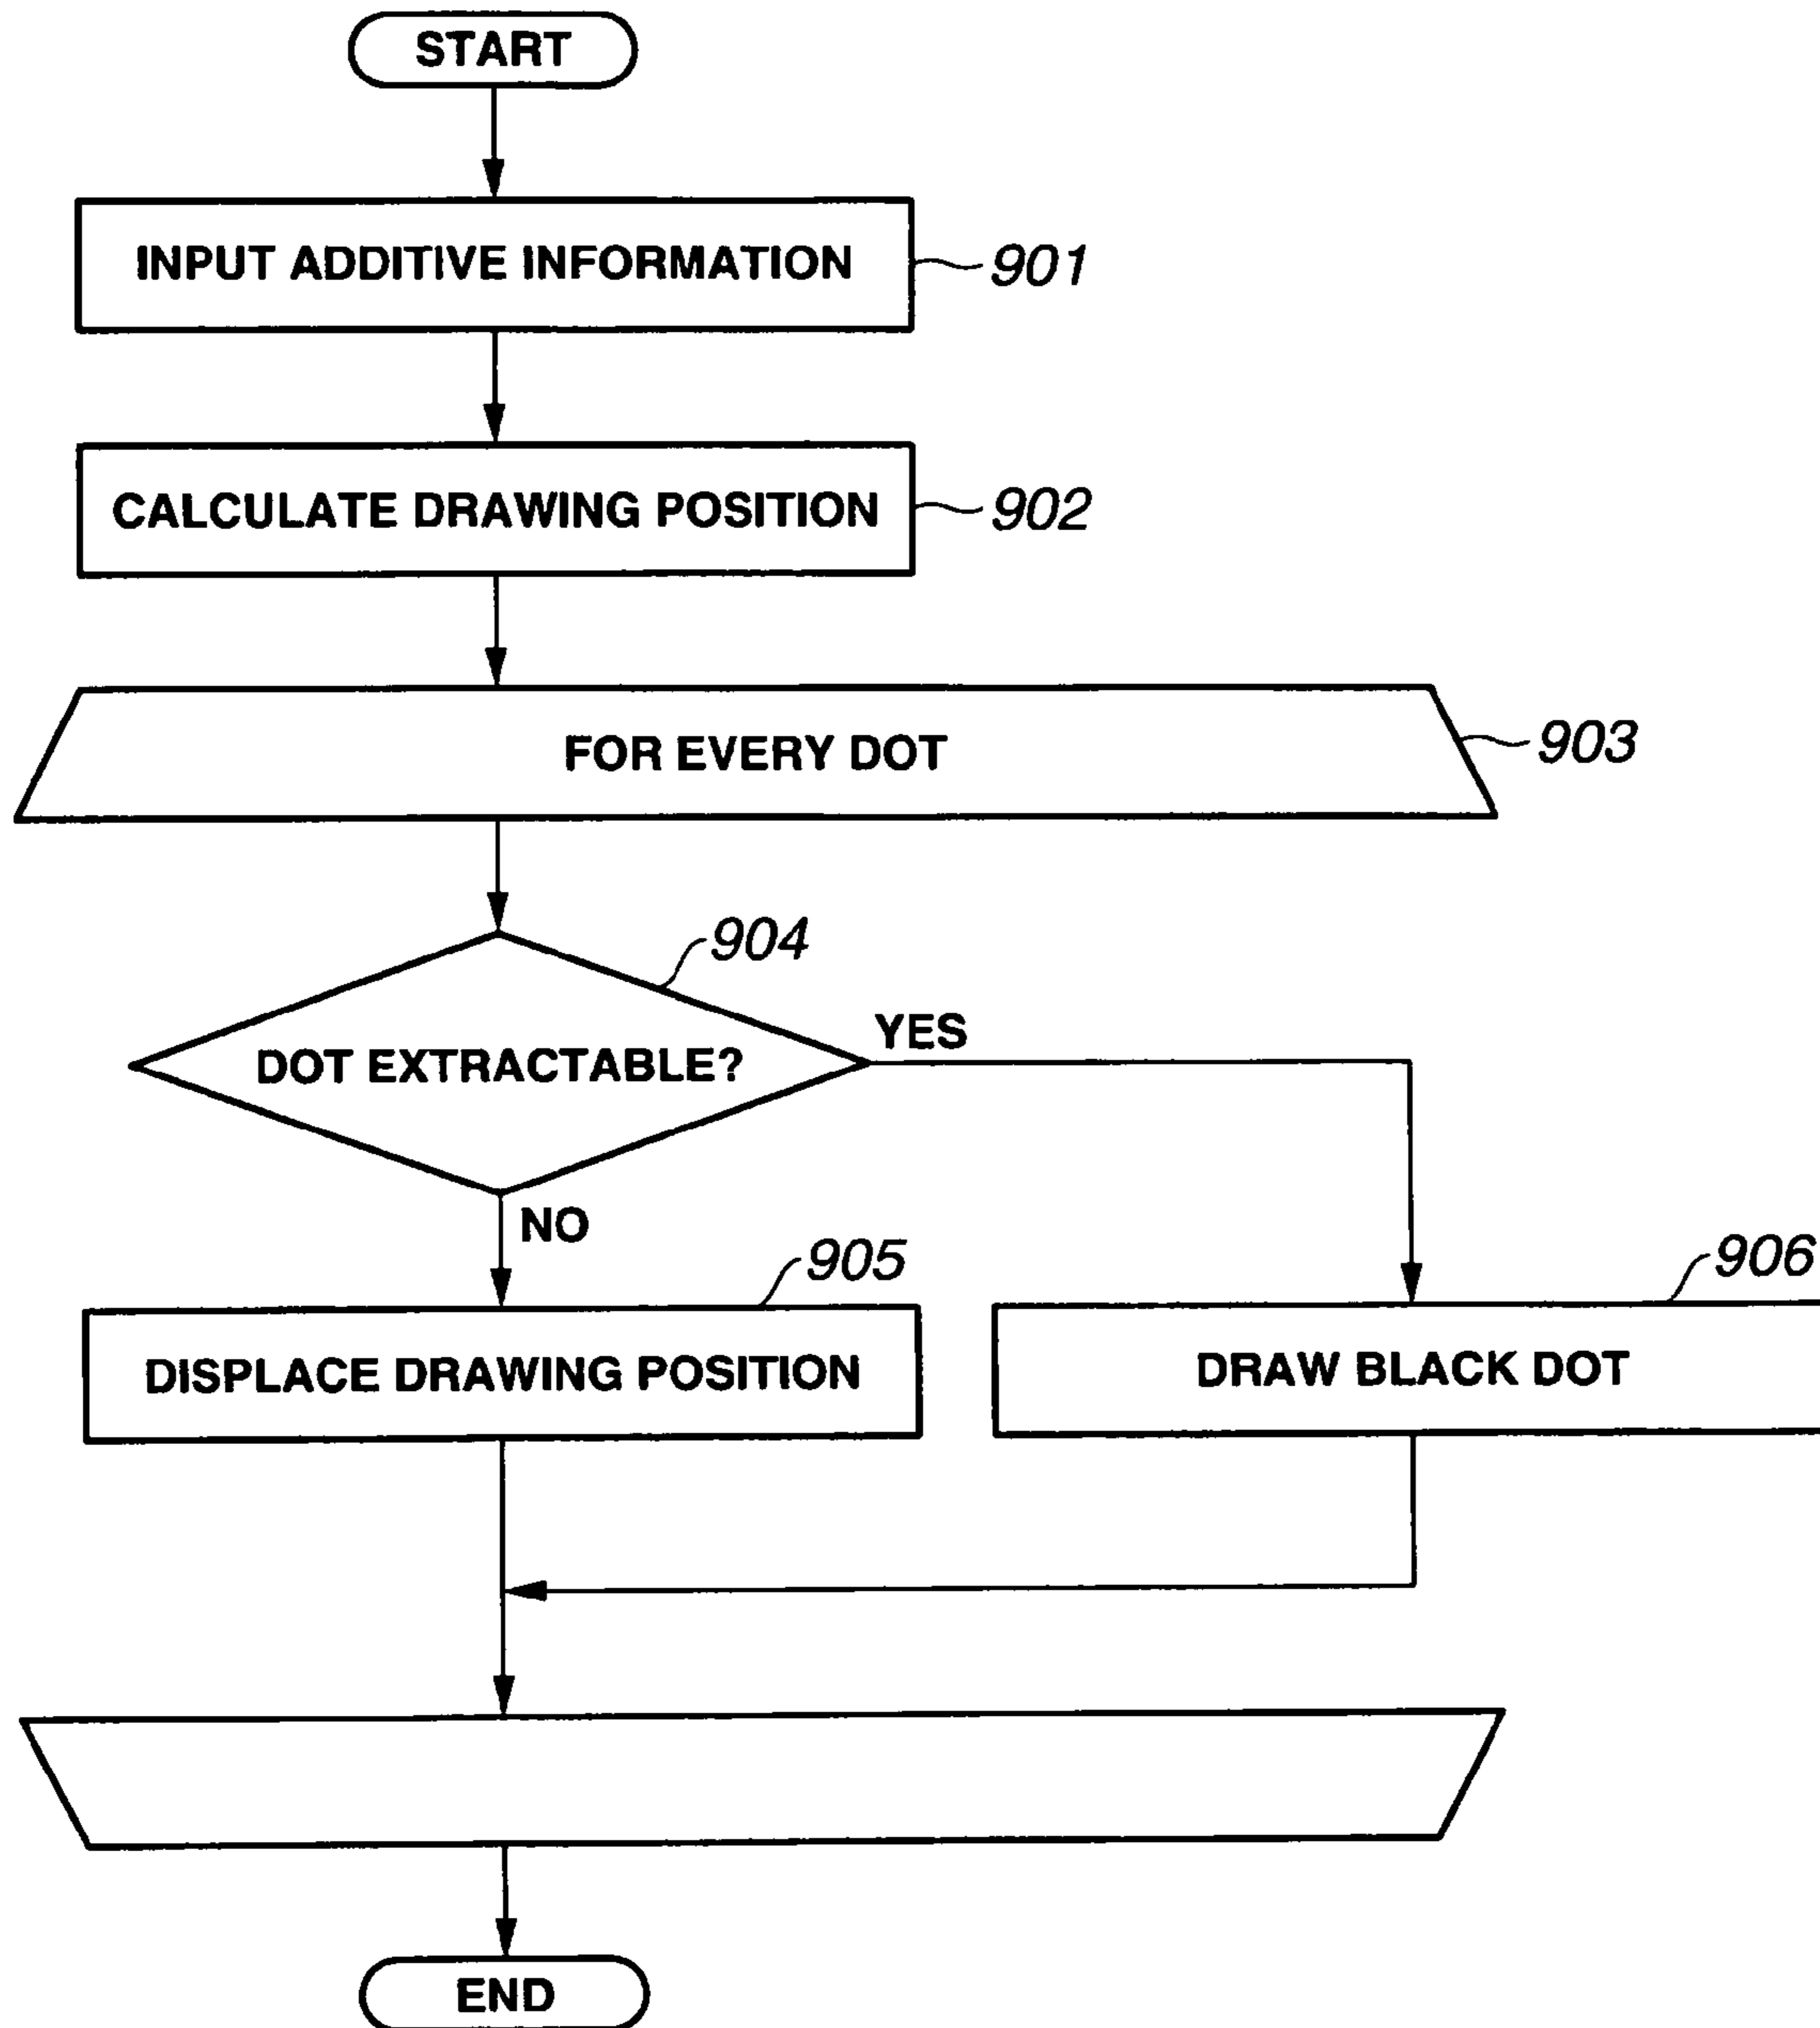 START
INPUT ADDITIVE INFORMATION
901
CALCULATE DRAWING POSITION
902
FOR EVERY DOT
903
904
DOT EXTRACTABLE?
YES
NO
905
906
DISPLACE DRAWING POSITION
DRAW BLACK DOT
END